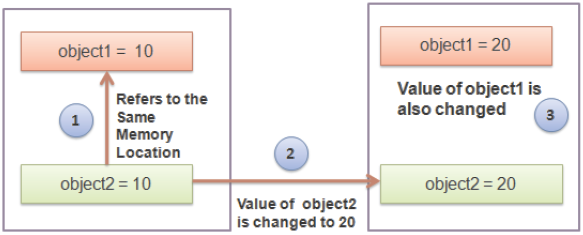 object1 = 10
1
Refers to the
Same
Memory
Location
object2 = 10
2
Value of object2
is changed to 20
object1 = 20
Value of object1 is
also changed
3
object2 = 20